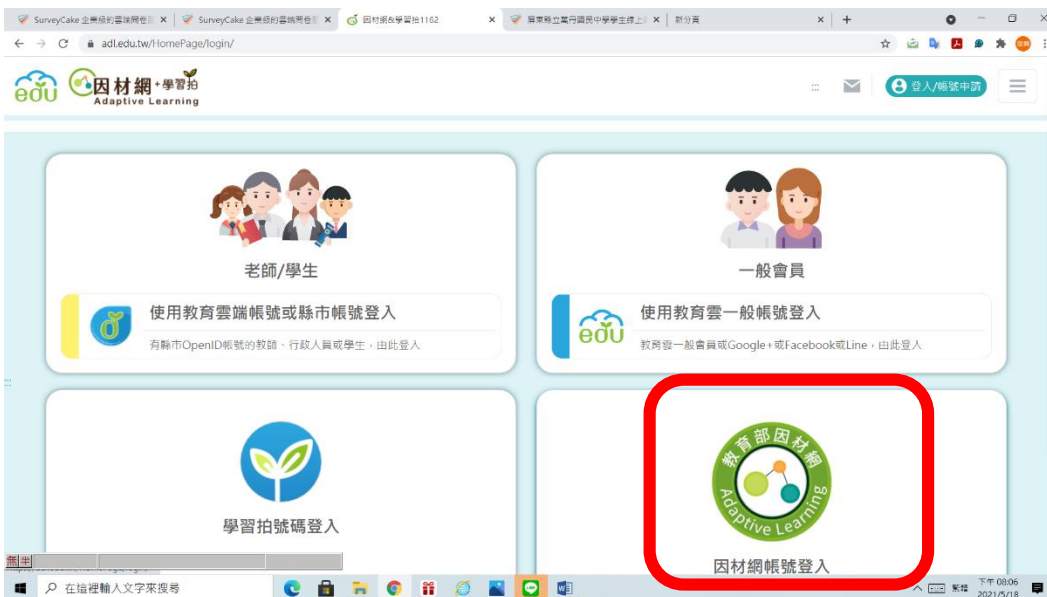 SurveyCake 企業級的雲端問卷
SurveyCake 企業級的雲端問卷
因材網&學習拍1162
屏東縣立萬丹國民中學學生線上
新分頁
adl.edu.tw/HomePage/login/
edu 因材網+學習拍
Adaptive Learning
登入/帳號申請
老師/學生
使用教育雲端帳號或縣市帳號登入
有縣市OpenID帳號的教師、行政人員或學生，由此登入
一般會員
edu
使用教育雲一般帳號登入
教育雲一般會員或Google+或Facebook或Line，由此登入
學習拍號碼登入
教育部因材網
Adaptive Learning
因材網帳號登入
無 半
在這裡輸入文字來搜尋
下午 08:06
2021/5/18